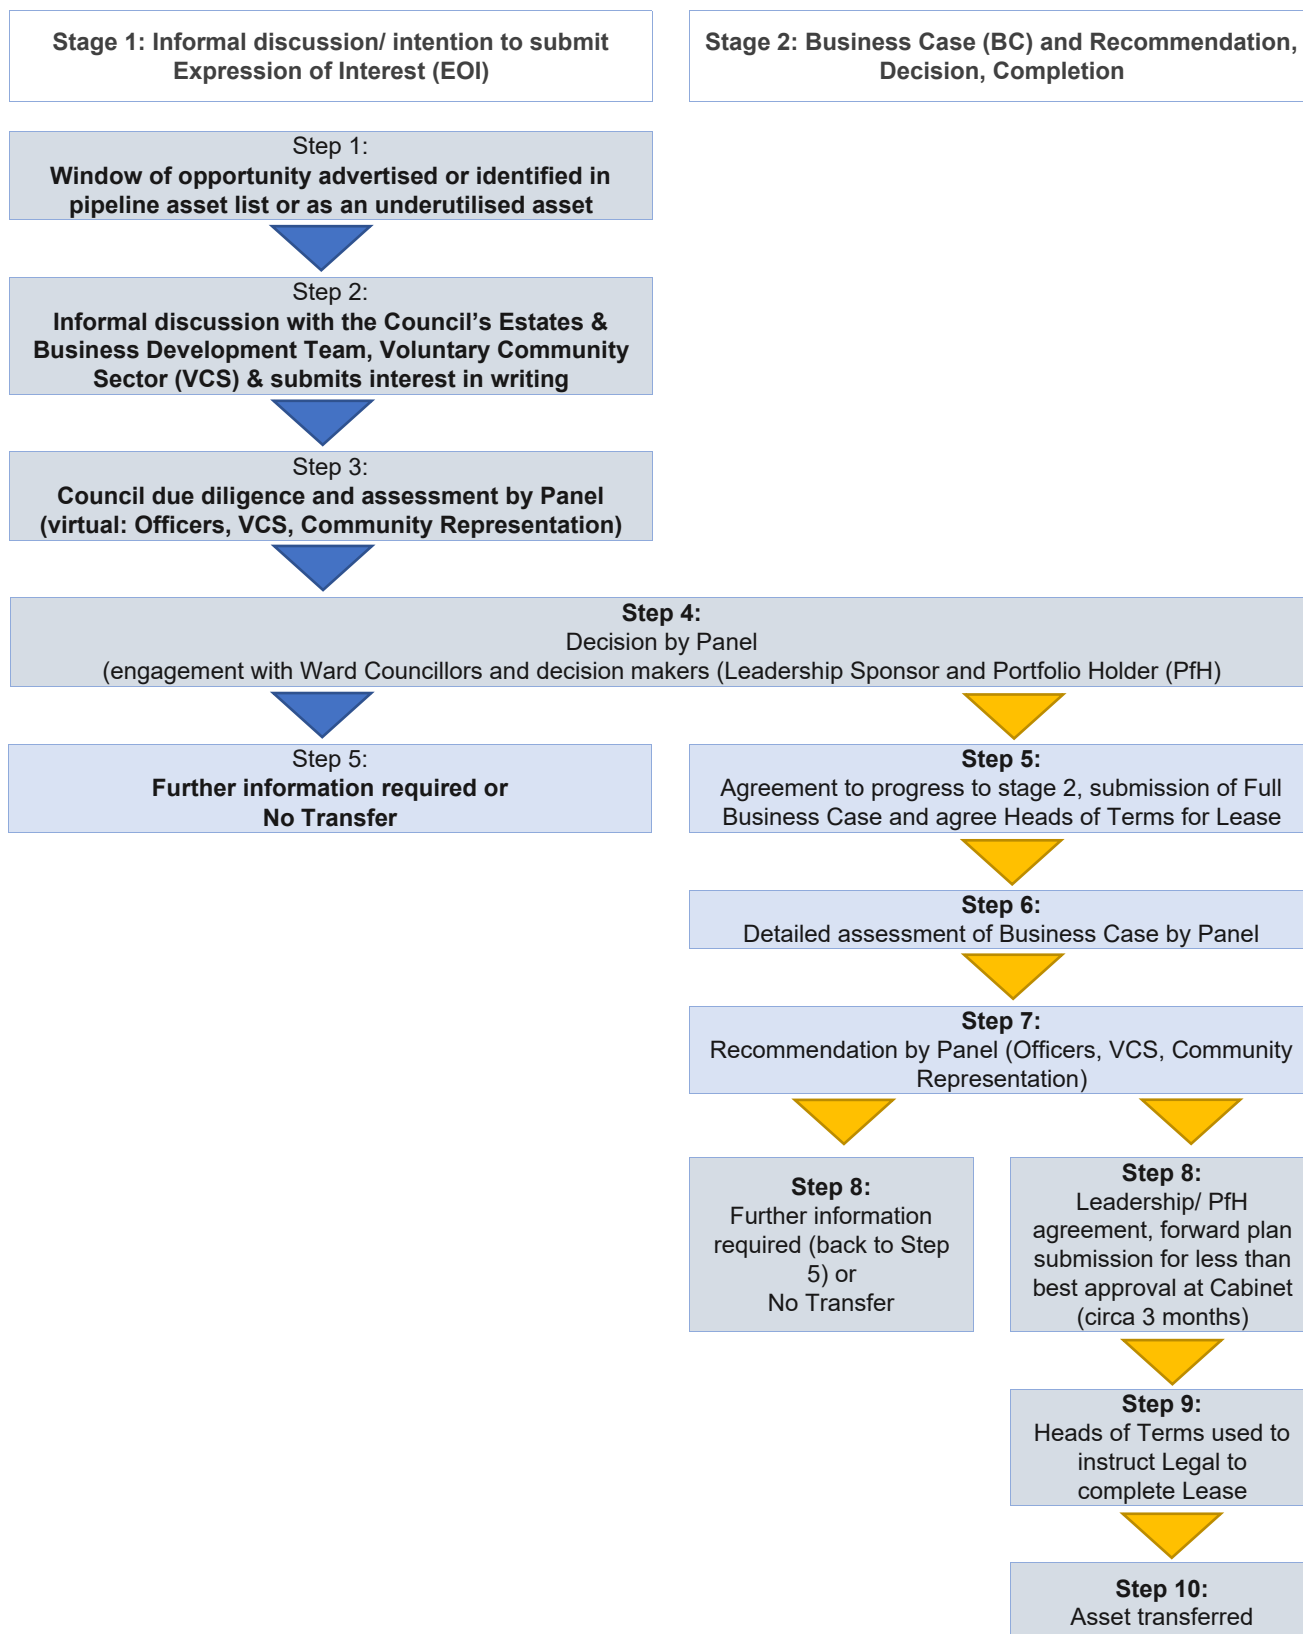 Stage 1: Informal discussion/ intention to submit
Expression of Interest (EOI)
Stage 2: Business Case (BC) and Recommendation,
Decision, Completion
Step 1:
Window of opportunity advertised or identified in
pipeline asset list or as an underutilised asset
Step 2:
Informal discussion with the Council’s Estates &
Business Development Team, Voluntary Community
Sector (VCS) & submits interest in writing
Step 3:
Council due diligence and assessment by Panel
(virtual: Officers, VCS, Community Representation)
Step 4:
Decision by Panel
(engagement with Ward Councillors and decision makers (Leadership Sponsor and Portfolio Holder (PfH)
Step 5:
Further information required or
No Transfer
Step 5:
Agreement to progress to stage 2, submission of Full
Business Case and agree Heads of Terms for Lease
Step 6:
Detailed assessment of Business Case by Panel
Step 7:
Recommendation by Panel (Officers, VCS, Community
Representation)
Step 8:
Further information
required (back to Step
5) or
No Transfer
Step 8:
Leadership/ PfH
agreement, forward plan
submission for less than
best approval at Cabinet
(circa 3 months)
Step 9:
Heads of Terms used to
instruct Legal to
complete Lease
Step 10:
Asset transferred